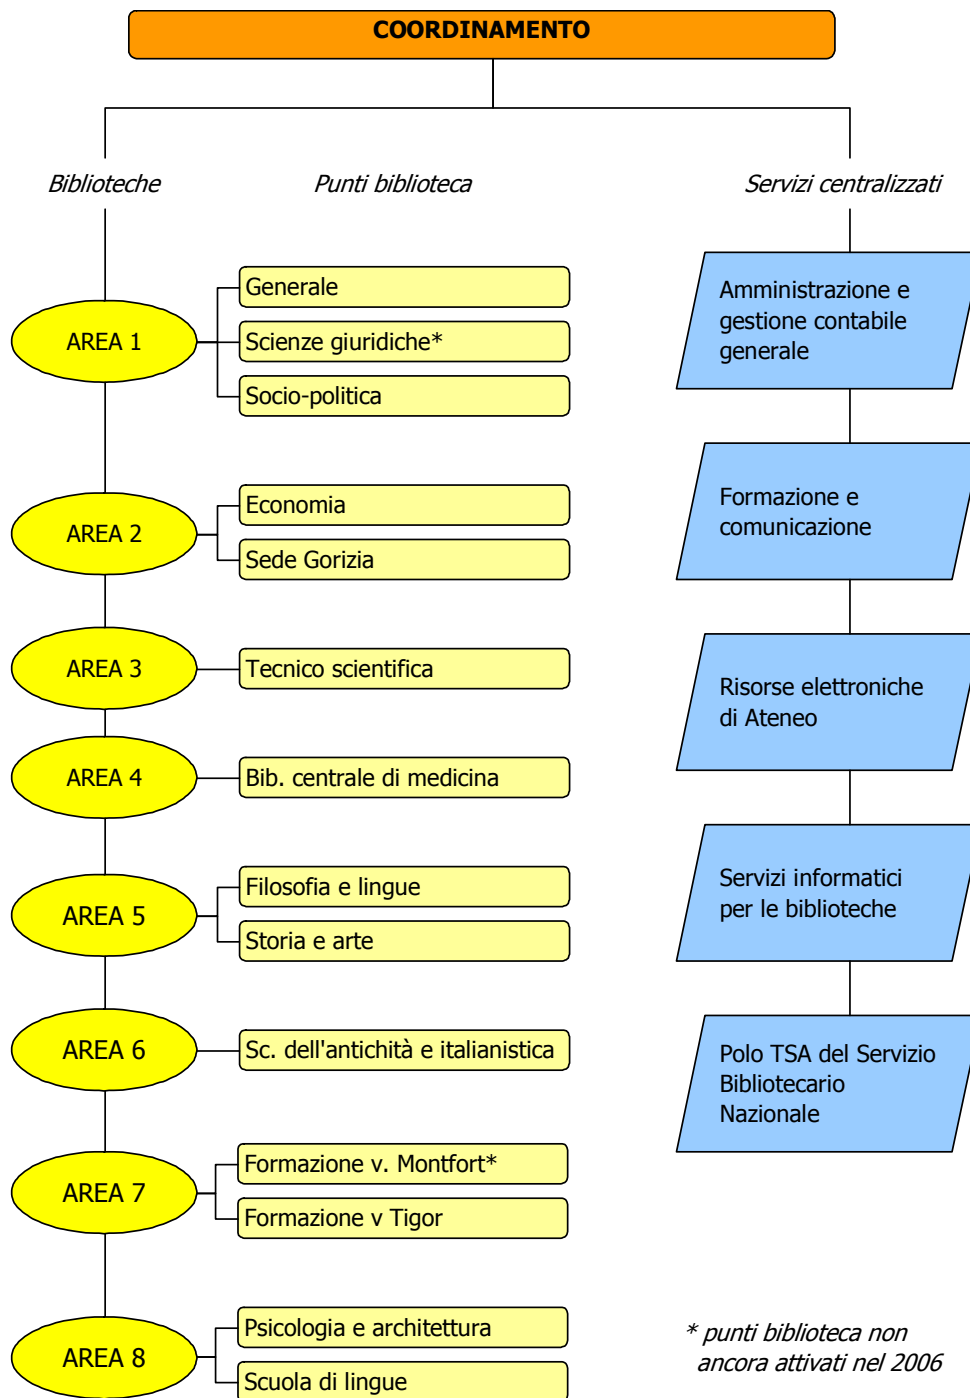 COORDINAMENTO
Biblioteche
Punti biblioteca
Servizi centralizzati
AREA 1
Generale
Scienze giuridiche*
Socio-politica
AREA 2
Economia
Sede Gorizia
AREA 3
Tecnico scientifica
AREA 4
Bib. centrale di medicina
AREA 5
Filosofia e lingue
Storia e arte
AREA 6
Sc. dell'antichità e italianistica
AREA 7
Formazione v. Montfort*
Formazione v Tigor
AREA 8
Psicologia e architettura
Scuola di lingue
Amministrazione e
gestione contabile
generale
Formazione e
comunicazione
Risorse elettroniche
di Ateneo
Servizi informatici
per le biblioteche
Polo TSA del Servizio
Bibliotecario
Nazionale
* punti biblioteca non
ancora attivati nel 2006